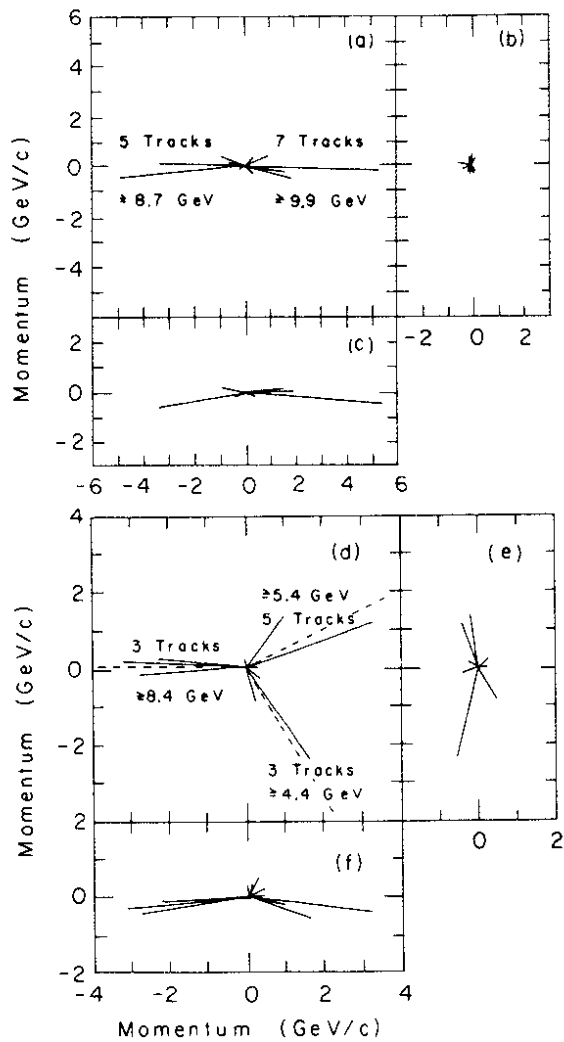 6
(a)
(b)
4
2
5 Tracks 7 Tracks
0
≥ 8.7 GeV ≥ 9.9 GeV
-2
-4
-2 0 2
2
(c)
0
-2
-6 -4 -2 0 2 4 6
Momentum (GeV/c)
4
(d)
(e)
≥5.4 GeV
2
5 Tracks
3 Tracks
0
≥8.4 GeV
-2
3 Tracks
≥4.4 GeV
0 2
2
(f)
0
-2
-4 -2 0 2 4
Momentum (GeV/c)
Momentum (GeV/c)